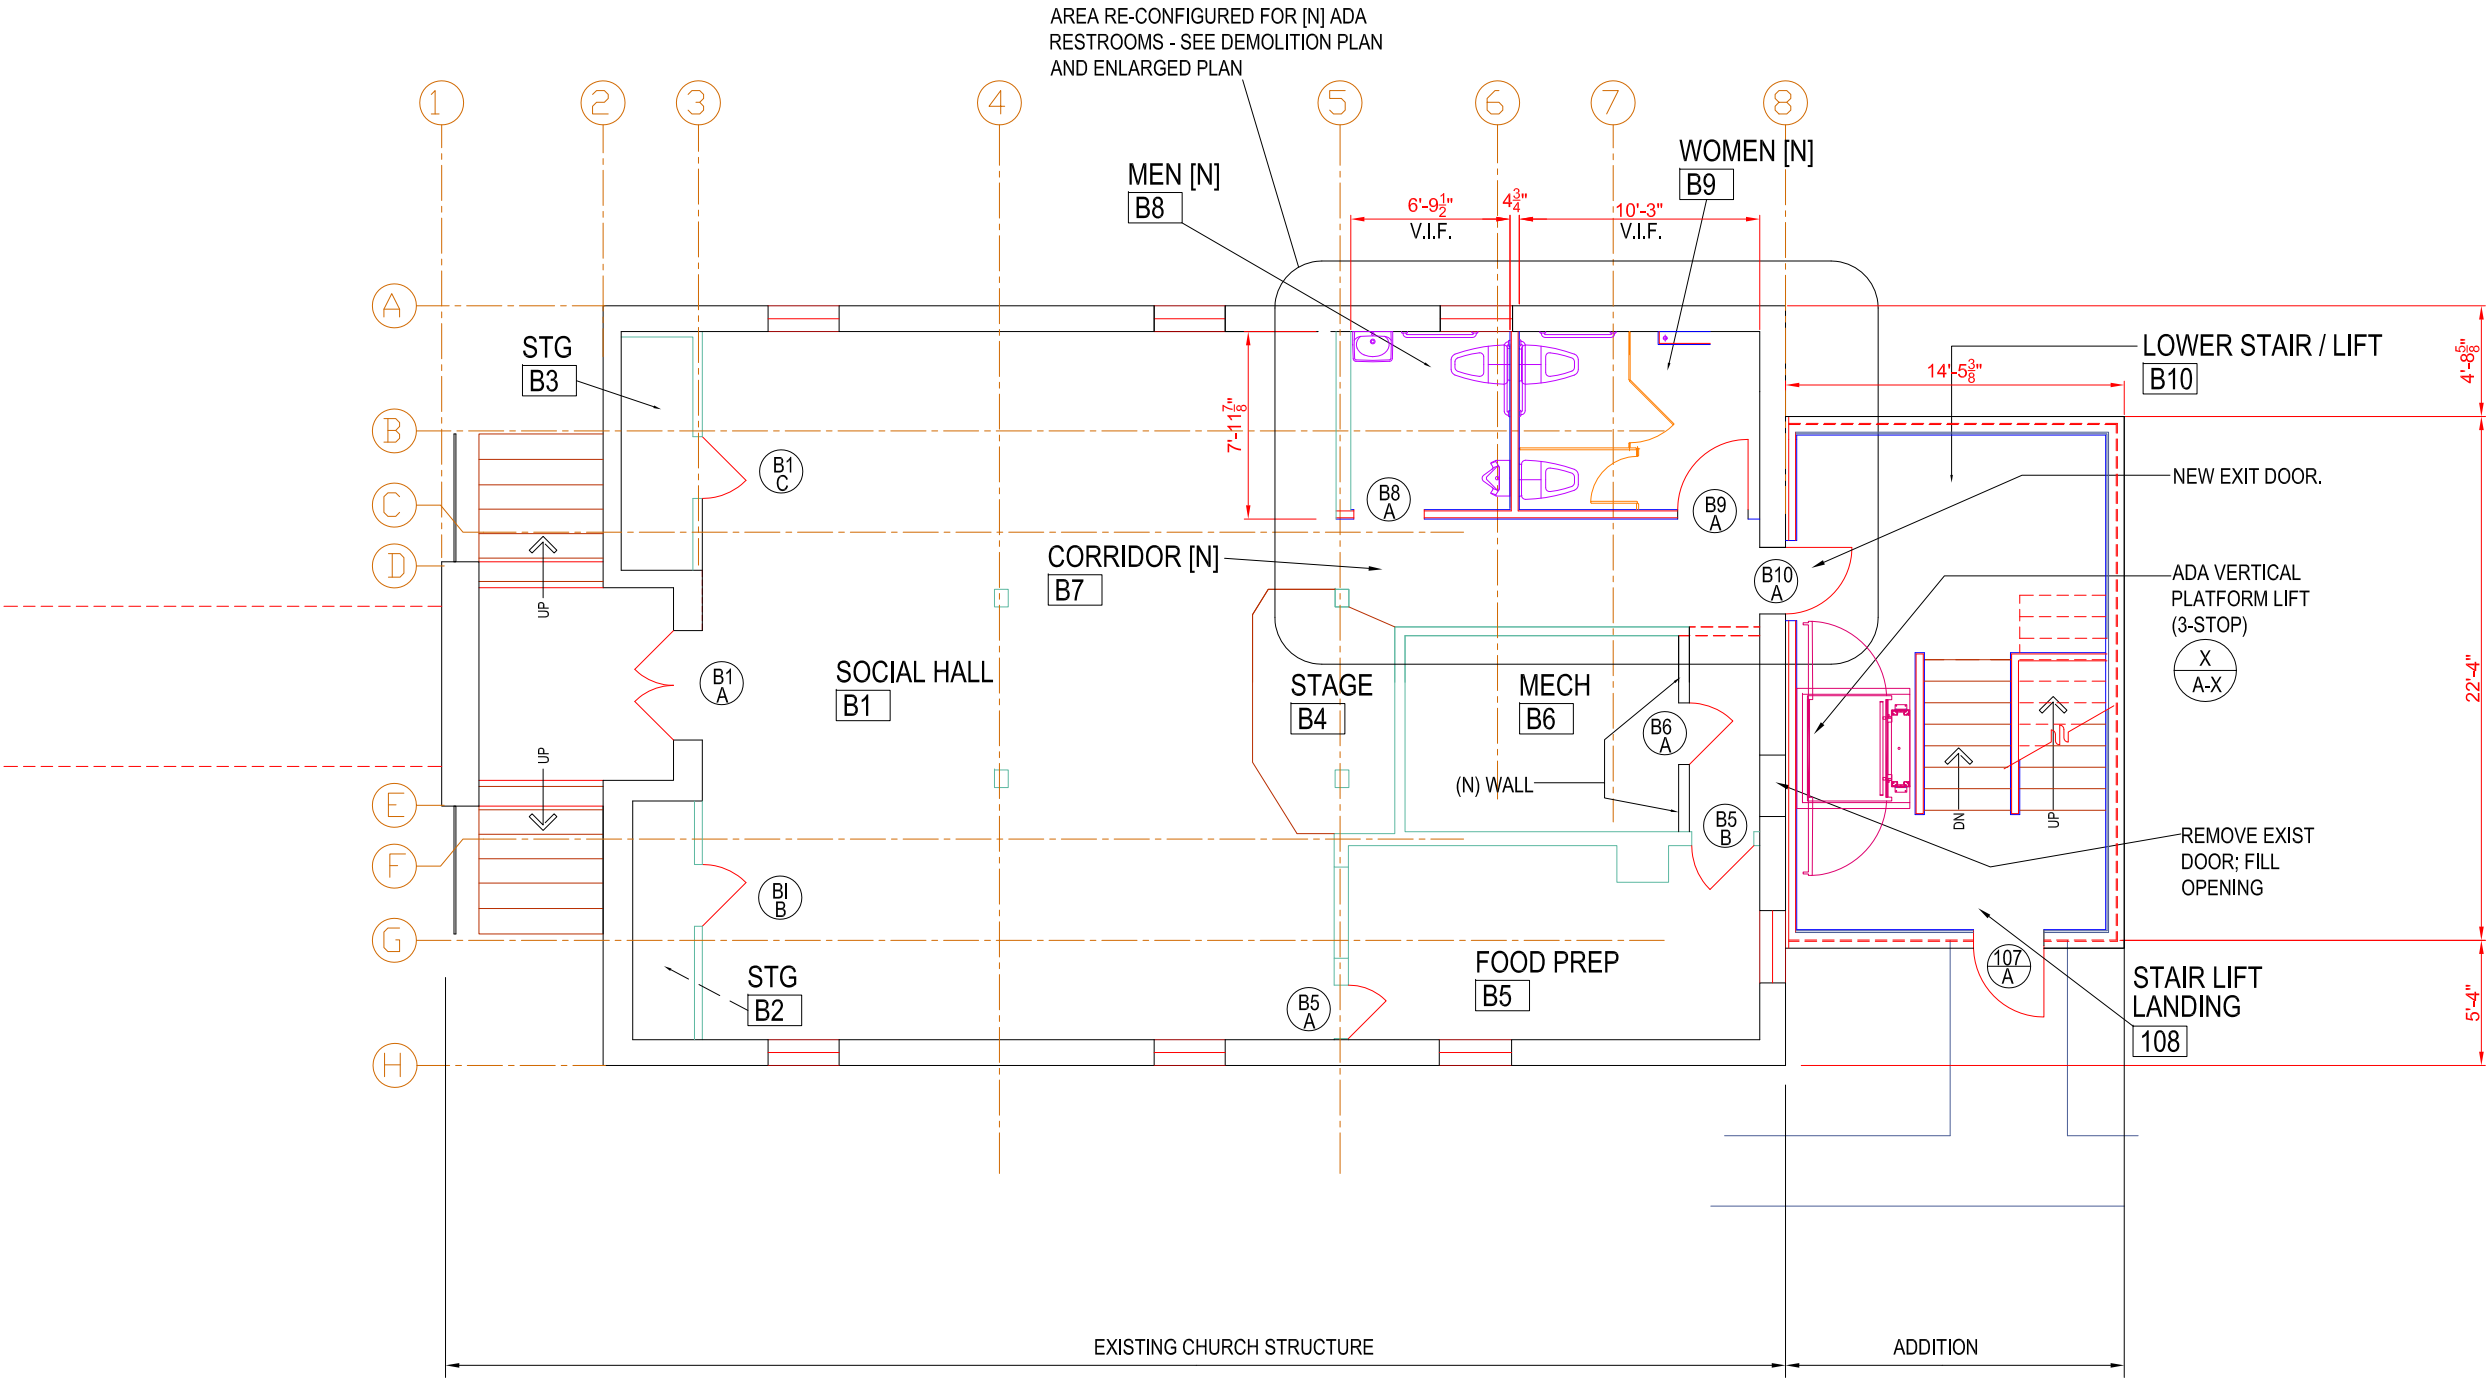 AREA RE-CONFIGURED FOR [N] ADA
RESTROOMS - SEE DEMOLITION PLAN
AND ENLARGED PLAN
1
2
3
4
5
6
7
8
WOMEN [N]
B9
MEN [N]
B8
6'-9½"
V.I.F.
4¾"
10'-3"
V.I.F.
A
STG
B3
LOWER STAIR / LIFT
B10
14'-5⅜"
4'-8⅝"
7'-11⅞"
B
B1
C
C
B8
A
B9
A
NEW EXIT DOOR.
D
CORRIDOR [N]
B7
B10
A
ADA VERTICAL
PLATFORM LIFT
(3-STOP)
X
A-X
UP
B1
A
SOCIAL HALL
B1
STAGE
B4
MECH
B6
B6
A
22'-4"
UP
(N) WALL
E
DN
UP
B5
B
REMOVE EXIST
DOOR; FILL
OPENING
F
BI
B
G
STG
B2
FOOD PREP
B5
B5
A
107
A
STAIR LIFT
LANDING
108
5'-4"
H
EXISTING CHURCH STRUCTURE
ADDITION